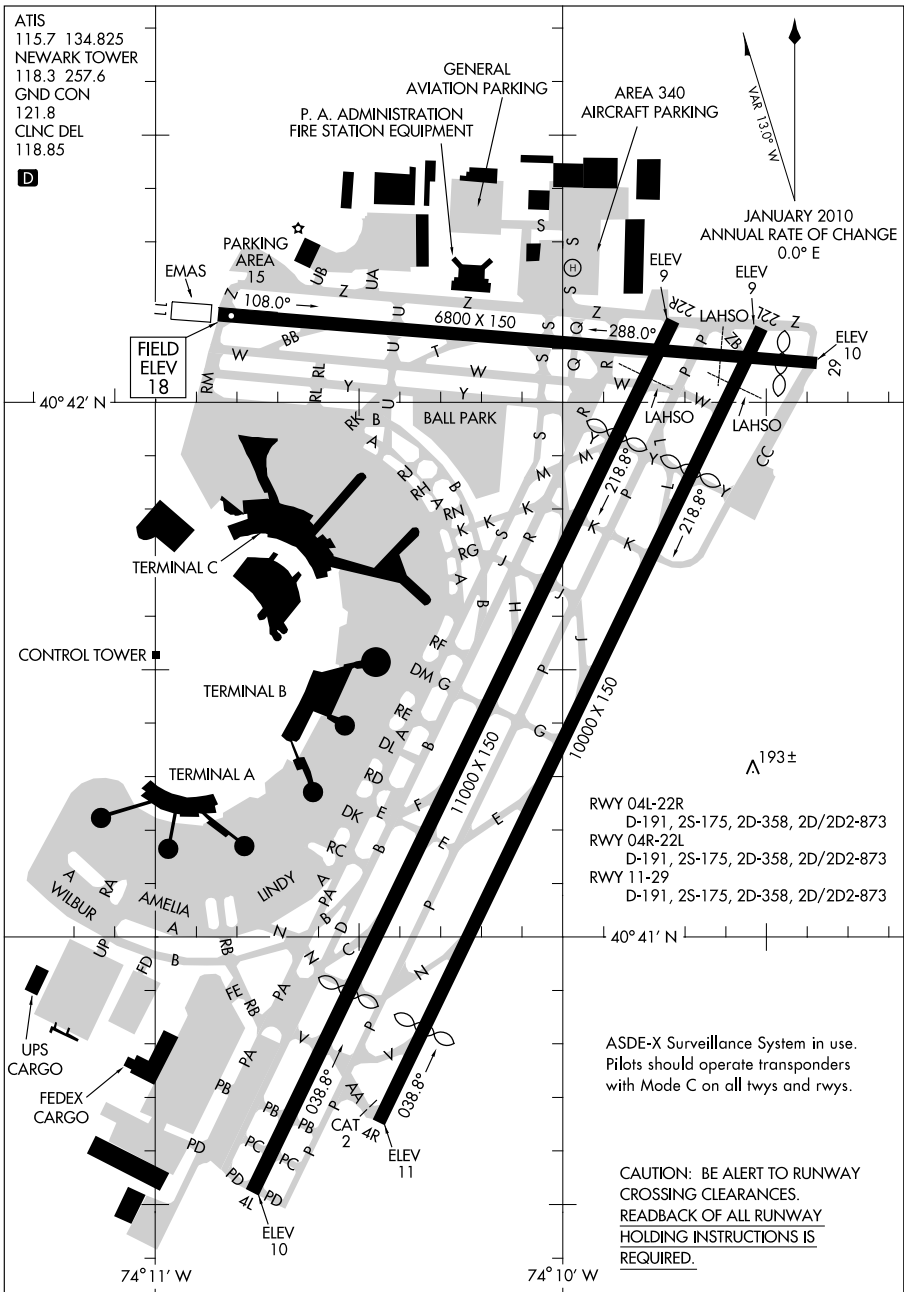 ATIS
115.7 134.825
NEWARK TOWER
118.3 257.6
GND CON
121.8
CLNC DEL
118.85
D
GENERAL
AVIATION PARKING
AREA 340
AIRCRAFT PARKING
P. A. ADMINISTRATION
FIRE STATION EQUIPMENT
VAR 13.0° W
JANUARY 2010
ANNUAL RATE OF CHANGE
0.0° E
PARKING
AREA
15
EMAS
11
Z
UB
UA
Z
Z
S
S
H
S
Z
ELEV
9
22R
ELEV
9
22L
Z
LAHSO
108.0°
6800 X 150
288.0°
ELEV
10
29
FIELD
ELEV
18
W
BB
U
U
T
W
S
S
Q
Q
R
W
P
P
ZB
W
RM
RL
RL
Y
Y
U
40° 42' N
BALL PARK
LAHSO
LAHSO
RK
B
A
S
R
Y
M
M
218.8°
L
L
Y
Y
CC
RJ
RH
A
RN
B
K
K
K
S
R
J
P
K
K
218.8°
RG
A
B
H
J
J
TERMINAL C
CONTROL TOWER
RF
DM
G
P
G
TERMINAL B
RE
A
DL
B
RD
11000 X 150
10000 X 150
193±
TERMINAL A
DK
E
B
F
E
E
RC
P
RWY 04L-22R
D-191, 2S-175, 2D-358, 2D/2D2-873
RWY 04R-22L
D-191, 2S-175, 2D-358, 2D/2D2-873
RWY 11-29
D-191, 2S-175, 2D-358, 2D/2D2-873
A
RA
WILBUR
AMELIA
LINDY
A
PA
B
D
C
N
A
B
RB
Z
N
40° 41' N
UP
FD
FE
RB
PA
V
P
V
UPS
CARGO
FEDEX
CARGO
PA
PB
PB
PB
038.8°
P
AA
CAT
2
4R
038.8°
ELEV
11
PD
PC
PC
P
PD
4L
PD
ELEV
10
ASDE-X Surveillance System in use.
Pilots should operate transponders
with Mode C on all twys and rwys.
CAUTION: BE ALERT TO RUNWAY
CROSSING CLEARANCES.
READBACK OF ALL RUNWAY
HOLDING INSTRUCTIONS IS
REQUIRED.
74° 11' W
74° 10' W